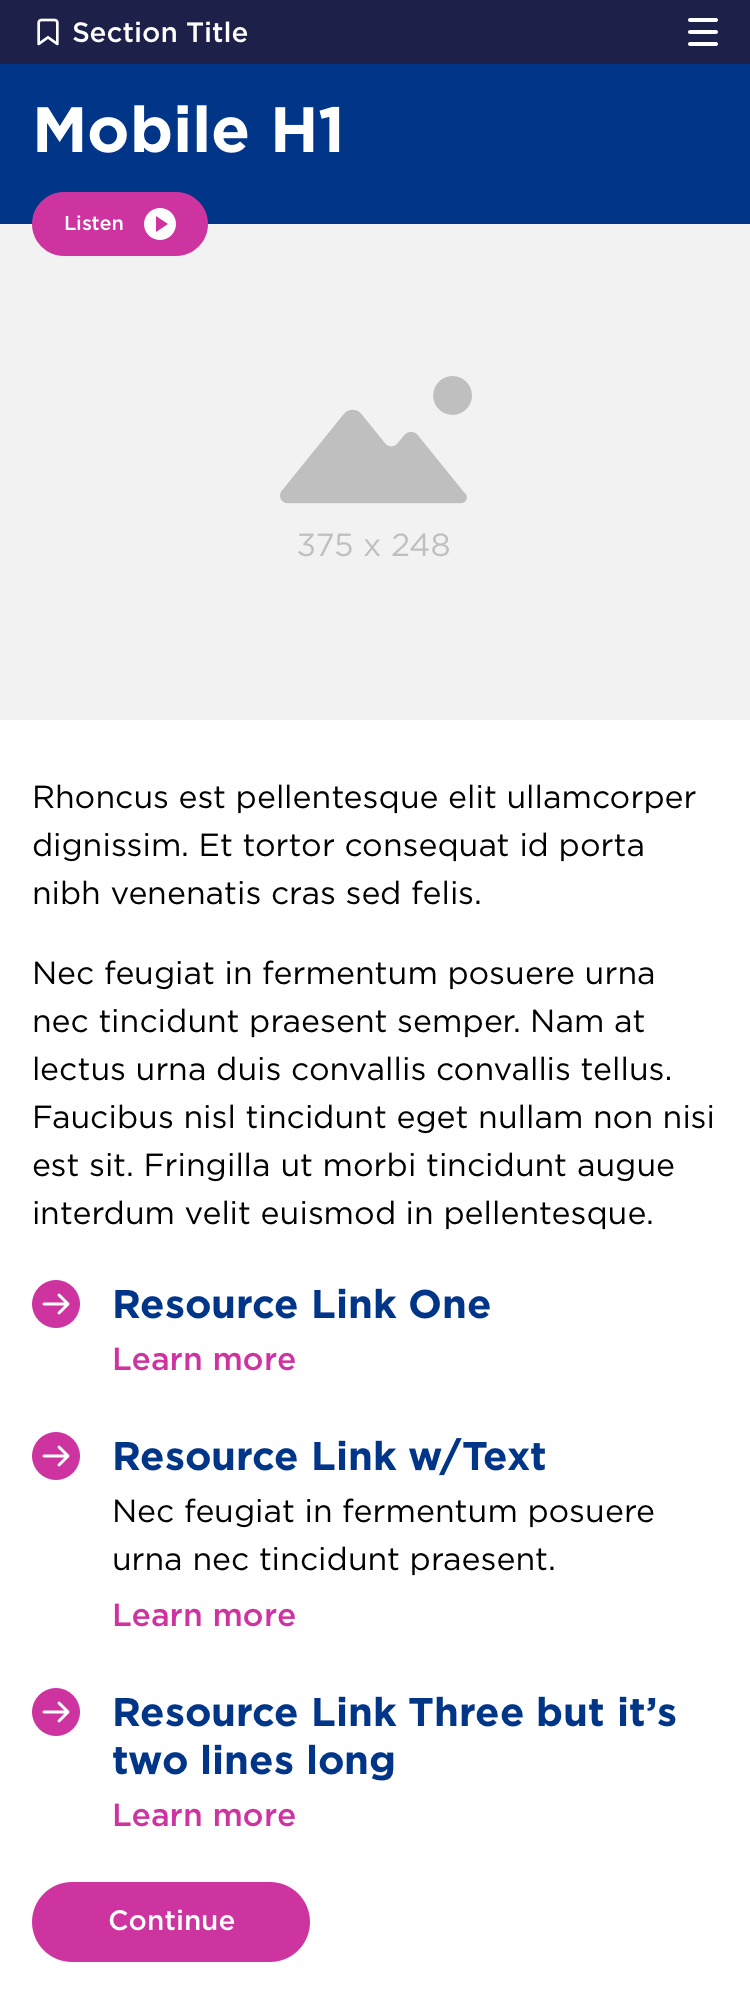 Section Title
Mobile H1
Listen
375 x 248
Rhoncus est pellentesque elit ullamcorper
dignissim. Et tortor consequat id porta
nibh venenatis cras sed felis.
Nec feugiat in fermentum posuere urna
nec tincidunt praesent semper. Nam at
lectus urna duis convallis convallis tellus.
Faucibus nisl tincidunt eget nullam non nisi
est sit. Fringilla ut morbi tincidunt augue
interdum velit euismod in pellentesque.
Resource Link One
Learn more
Resource Link w/Text
Nec feugiat in fermentum posuere
urna nec tincidunt praesent.
Learn more
Resource Link Three but it’s
two lines long
Learn more
Continue